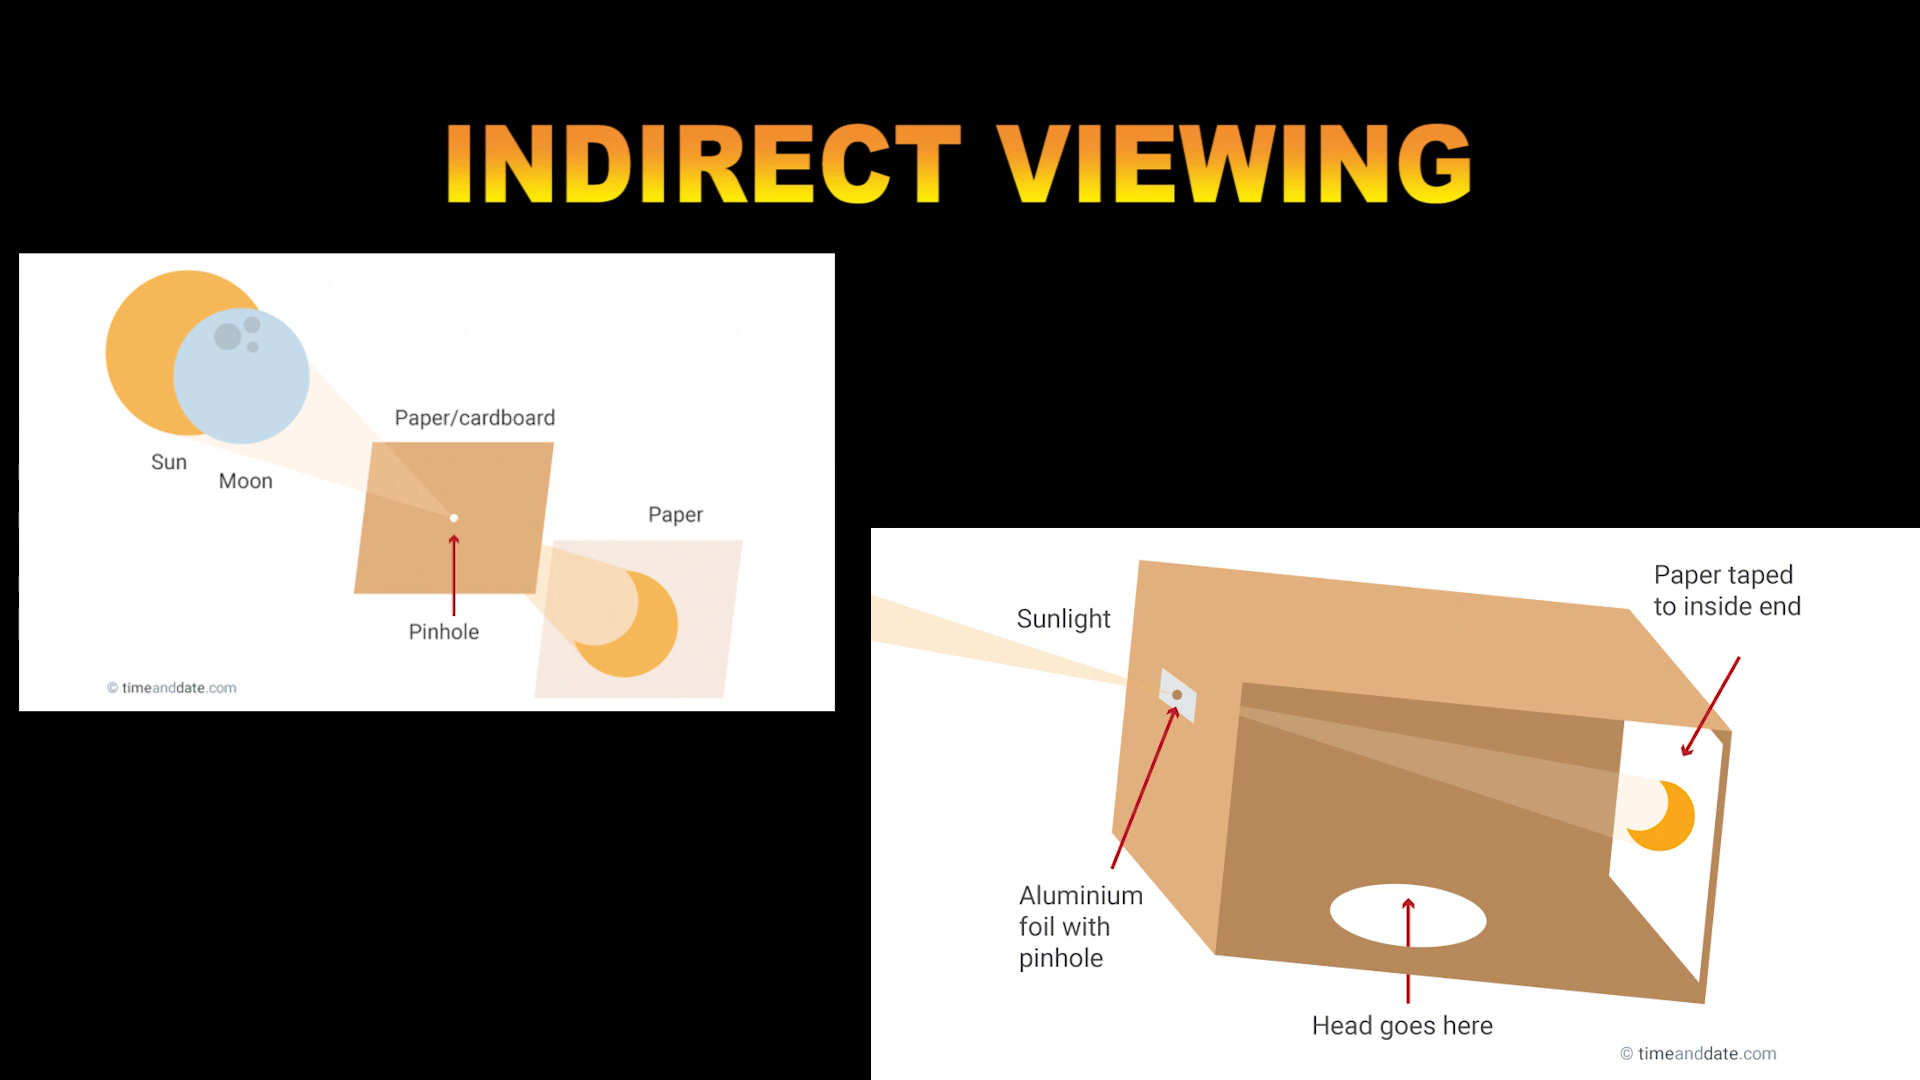 INDIRECT VIEWING
Sun
Moon
Paper/cardboard
Pinhole
Paper
© timeanddate.com
Sunlight
Paper taped
to inside end
Aluminium
foil with
pinhole
Head goes here
© timeanddate.com